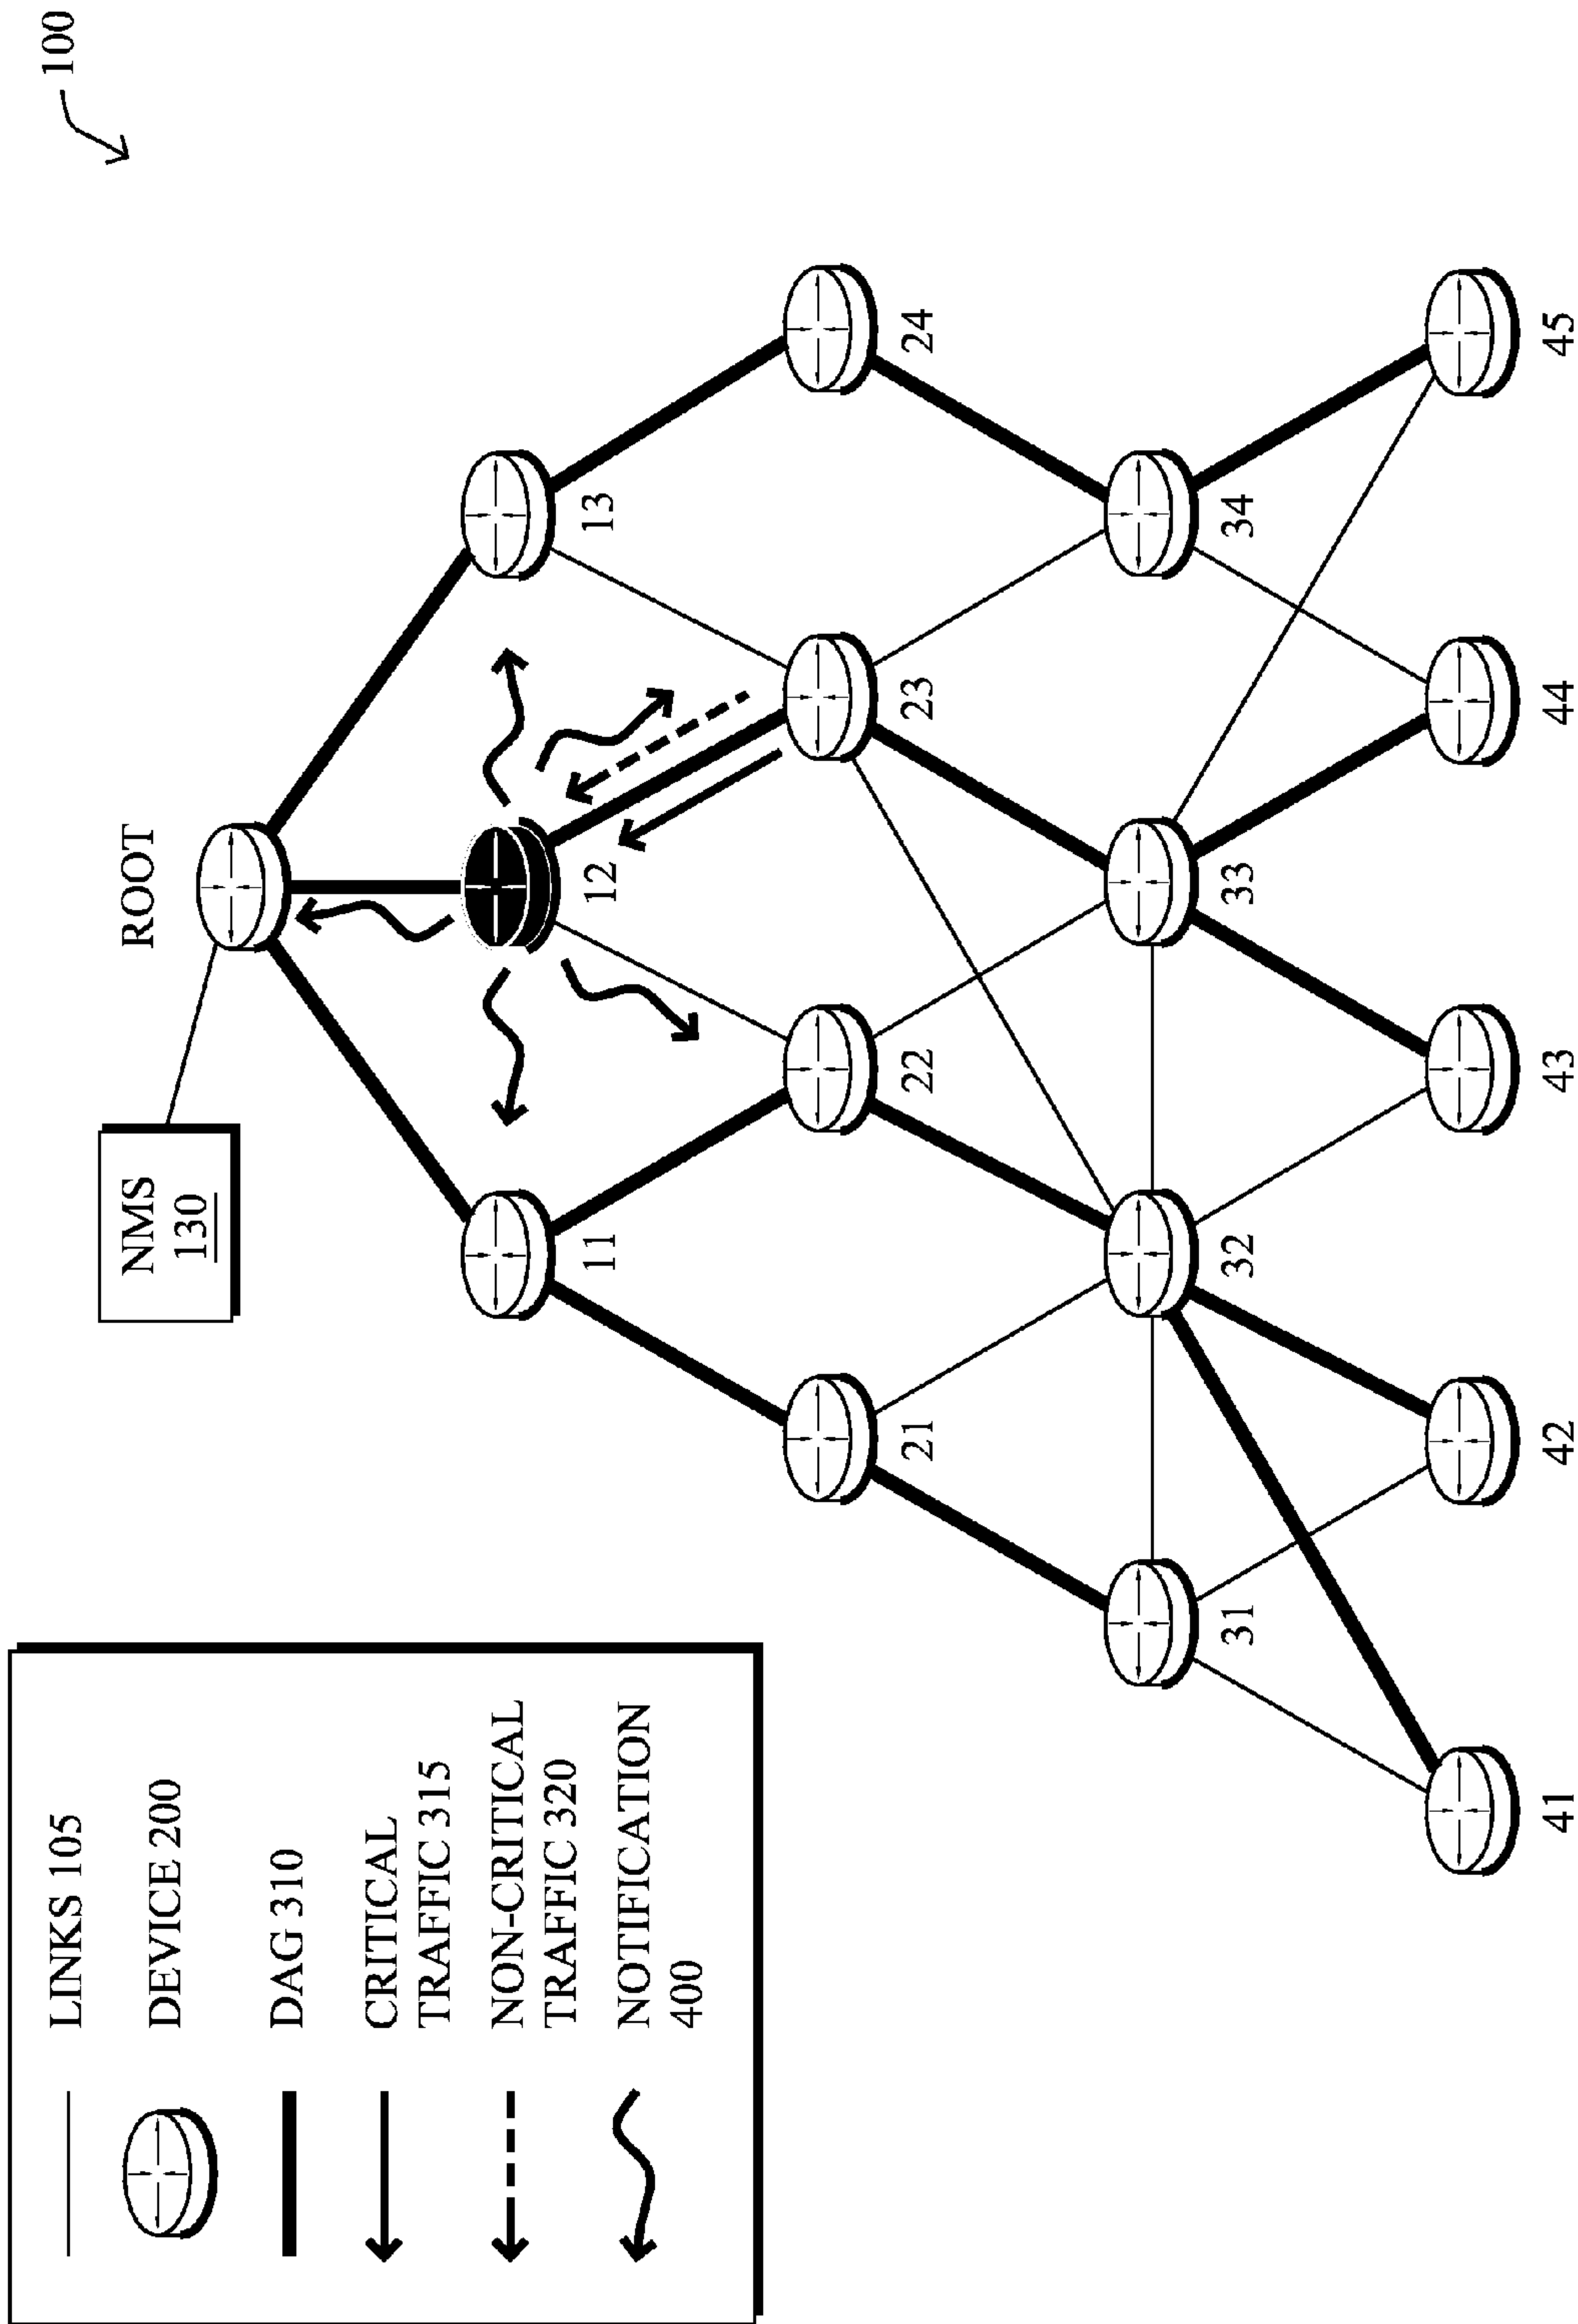 100
LINKS 105
DEVICE 200
DAG 310
CRITICAL
TRAFFIC 315
NON-CRITICAL
TRAFFIC 320
NOTIFICATION
400
NMS
130
ROOT
11
12
13
21
22
23
24
31
32
33
34
41
42
43
44
45